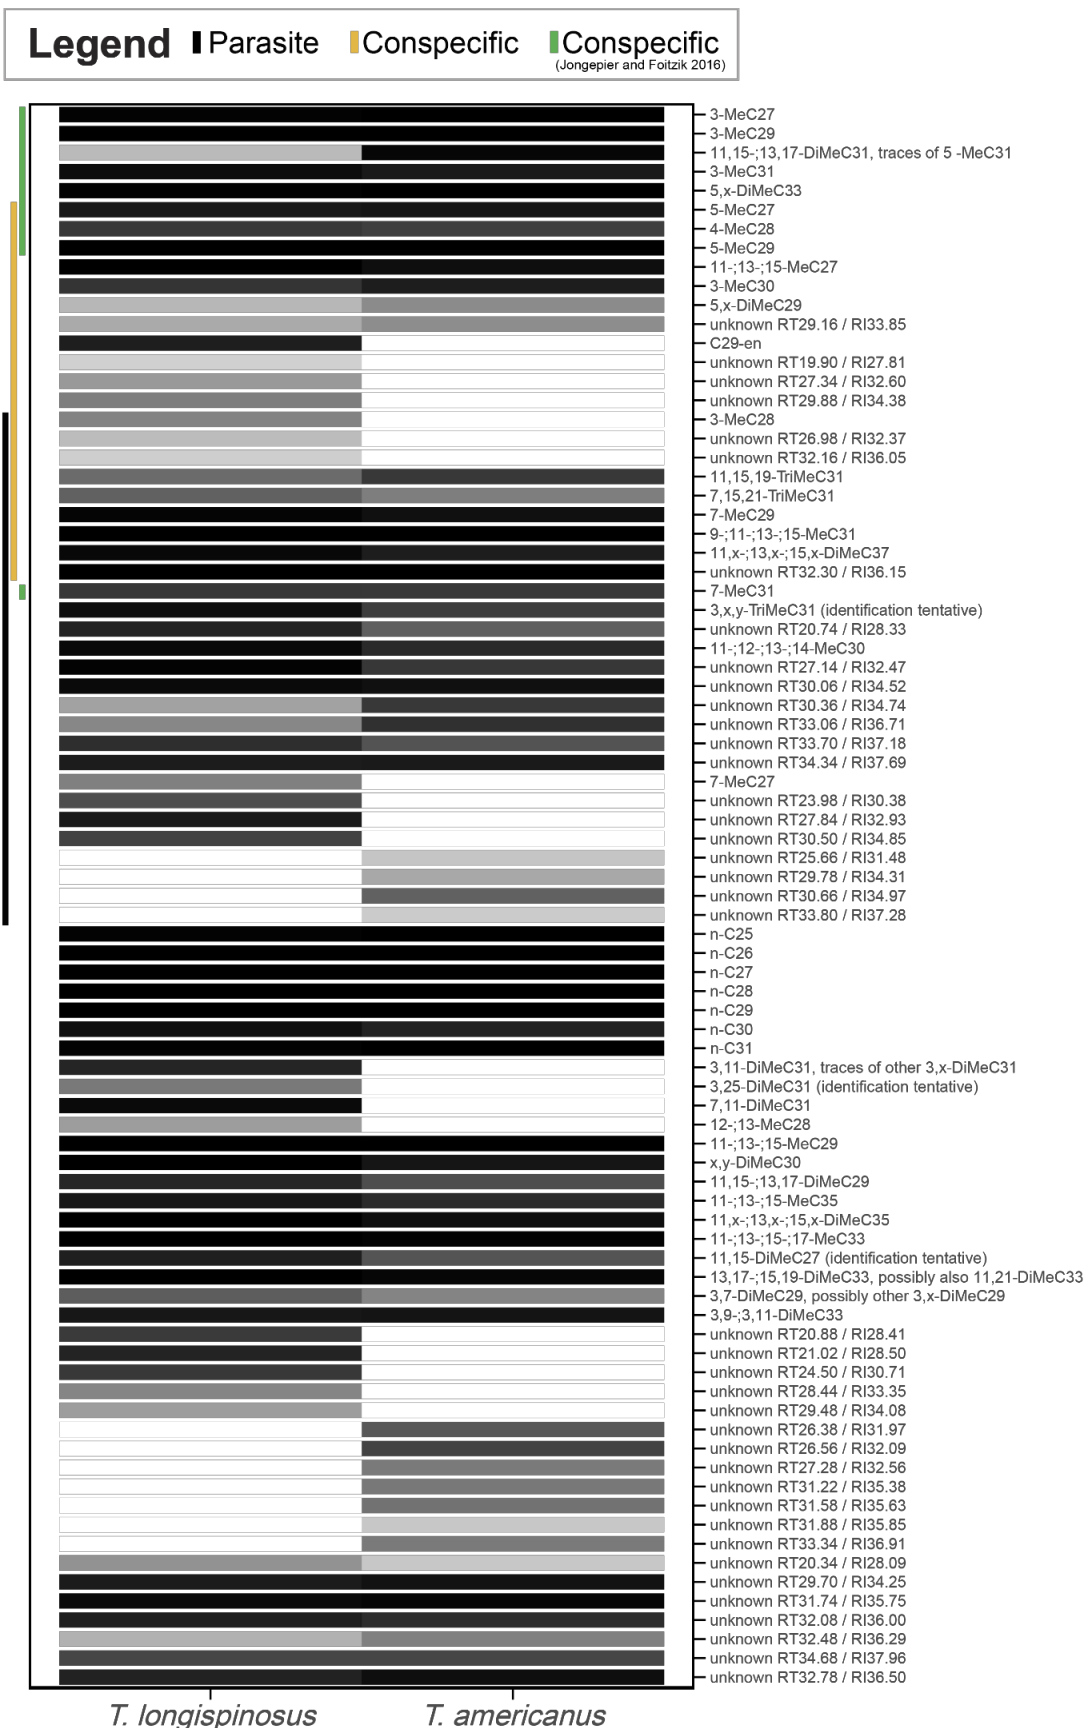 Legend Parasite Conspecific Conspecific
(Jongepier and Foitzik 2016)
3-MeC27
3-MeC29
11,15-;13,17-DiMeC31, traces of 5 -MeC31
3-MeC31
5,x-DiMeC33
5-MeC27
4-MeC28
5-MeC29
11-;13-;15-MeC27
3-MeC30
5,x-DiMeC29
unknown RT29.16 / RI33.85
C29-en
unknown RT19.90 / RI27.81
unknown RT27.34 / RI32.60
unknown RT29.88 / RI34.38
3-MeC28
unknown RT26.98 / RI32.37
unknown RT32.16 / RI36.05
11,15,19-TriMeC31
7,15,21-TriMeC31
7-MeC29
9-;11-;13-;15-MeC31
11,x-;13,x-;15,x-DiMeC37
unknown RT32.30 / RI36.15
7-MeC31
3,x,y-TriMeC31 (identification tentative)
unknown RT20.74 / RI28.33
11-;12-;13-;14-MeC30
unknown RT27.14 / RI32.47
unknown RT30.06 / RI34.52
unknown RT30.36 / RI34.74
unknown RT33.06 / RI36.71
unknown RT33.70 / RI37.18
unknown RT34.34 / RI37.69
7-MeC27
unknown RT23.98 / RI30.38
unknown RT27.84 / RI32.93
unknown RT30.50 / RI34.85
unknown RT25.66 / RI31.48
unknown RT29.78 / RI34.31
unknown RT30.66 / RI34.97
unknown RT33.80 / RI37.28
n-C25
n-C26
n-C27
n-C28
n-C29
n-C30
n-C31
3,11-DiMeC31, traces of other 3,x-DiMeC31
3,25-DiMeC31 (identification tentative)
7,11-DiMeC31
12-;13-MeC28
11-;13-;15-MeC29
x,y-DiMeC30
11,15-;13,17-DiMeC29
11-;13-;15-MeC35
11,x-;13,x-;15,x-DiMeC35
11-;13-;15-;17-MeC33
11,15-DiMeC27 (identification tentative)
13,17-;15,19-DiMeC33, possibly also 11,21-DiMeC33
3,7-DiMeC29, possibly other 3,x-DiMeC29
3,9-;3,11-DiMeC33
unknown RT20.88 / RI28.41
unknown RT21.02 / RI28.50
unknown RT24.50 / RI30.71
unknown RT28.44 / RI33.35
unknown RT29.48 / RI34.08
unknown RT26.38 / RI31.97
unknown RT26.56 / RI32.09
unknown RT27.28 / RI32.56
unknown RT31.22 / RI35.38
unknown RT31.58 / RI35.63
unknown RT31.88 / RI35.85
unknown RT33.34 / RI36.91
unknown RT20.34 / RI28.09
unknown RT29.70 / RI34.25
unknown RT31.74 / RI35.75
unknown RT32.08 / RI36.00
unknown RT32.48 / RI36.29
unknown RT34.68 / RI37.96
unknown RT32.78 / RI36.50
T. longispinosus T. americanus